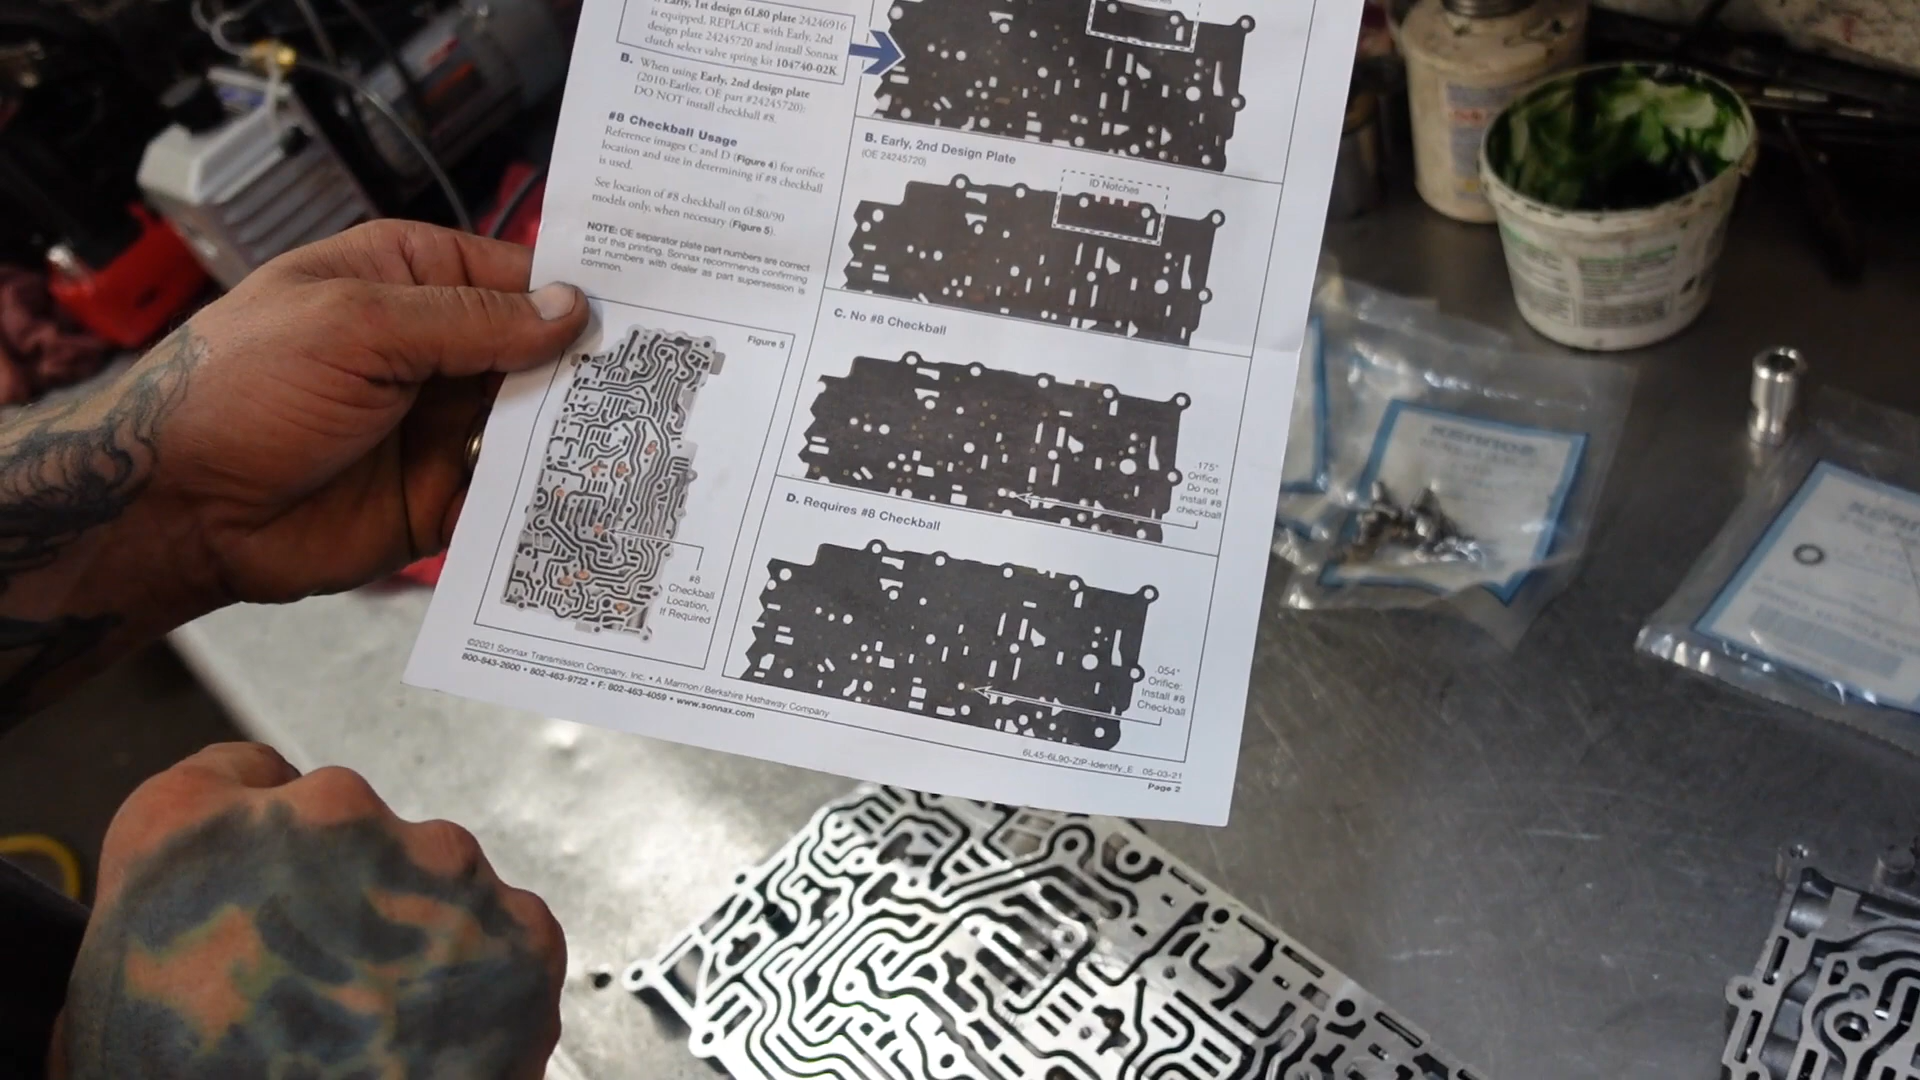 Early, 1st design 6L80 plate 24246916
is equipped, REPLACE with Early, 2nd
design plate 24245720 and install Sonnax
clutch select valve spring kit 104740-02K.
B. When using Early, 2nd design plate
(2010-Earlier, OE part #24245720);
DO NOT install checkball #8.
#8 Checkball Usage
Reference images C and D (Figure 4) for orifice
location and size in determining if #8 checkball
is used.
See location of #8 checkball on 6L80/90
models only, when necessary (Figure 5).
NOTE: OE separator plate part numbers are correct
as of this printing. Sonnax recommends confirming
part numbers with dealer as part supersession is
common.
Figure 5
#8
Checkball
Location,
If Required
B. Early, 2nd Design Plate
(OE 24245720)
ID Notches
C. No #8 Checkball
.175"
Orifice:
Do not
install #8
checkball
D. Requires #8 Checkball
.054"
Orifice:
Install #8
Checkball
©2021 Sonnax Transmission Company, Inc. • A Marmon/Berkshire Hathaway Company
800-843-2600 • 802-463-9722 • F: 802-463-4059 • www.sonnax.com
6L45-6L90-ZIP-Identify_E 05-03-21
Page 2